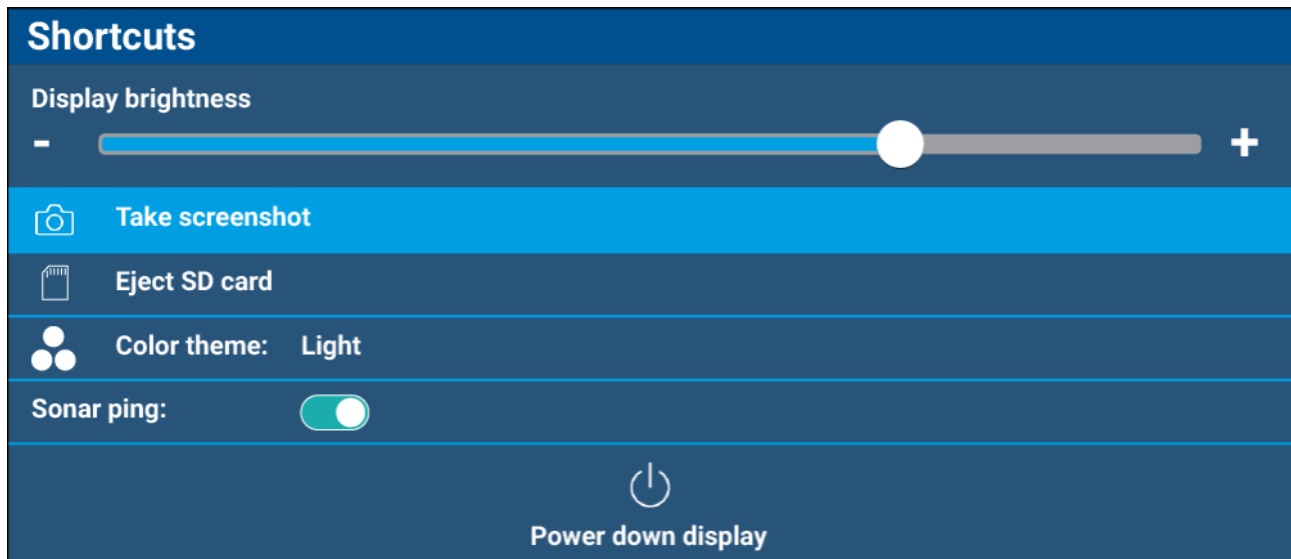 Shortcuts
Display brightness
- +
Take screenshot
Eject SD card
Color theme: Light
Sonar ping:
Power down display